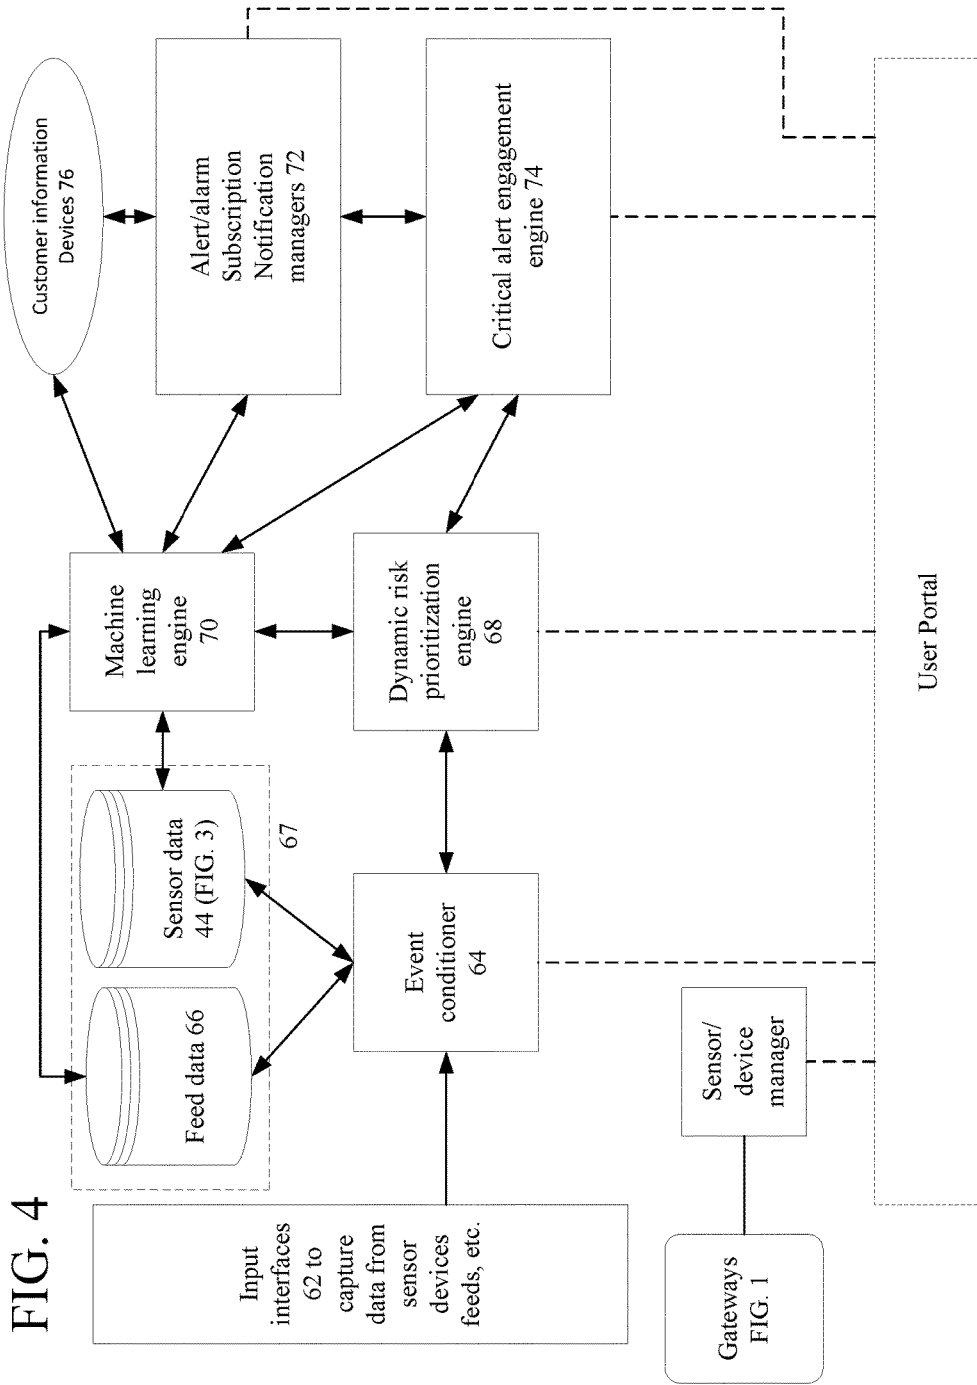 FIG. 4
Input
interfaces
62 to
capture
data from
sensor
devices
feeds, etc.
Gateways
FIG. 1
Feed data 66
Sensor data
44 (FIG. 3)
67
Event
conditioner
64
Sensor/
device
manager
Machine
learning
engine
70
Dynamic risk
prioritization
engine
68
Customer information
Devices 76
Alert/alarm
Subscription
Notification
managers 72
Critical alert engagement
engine 74
User Portal